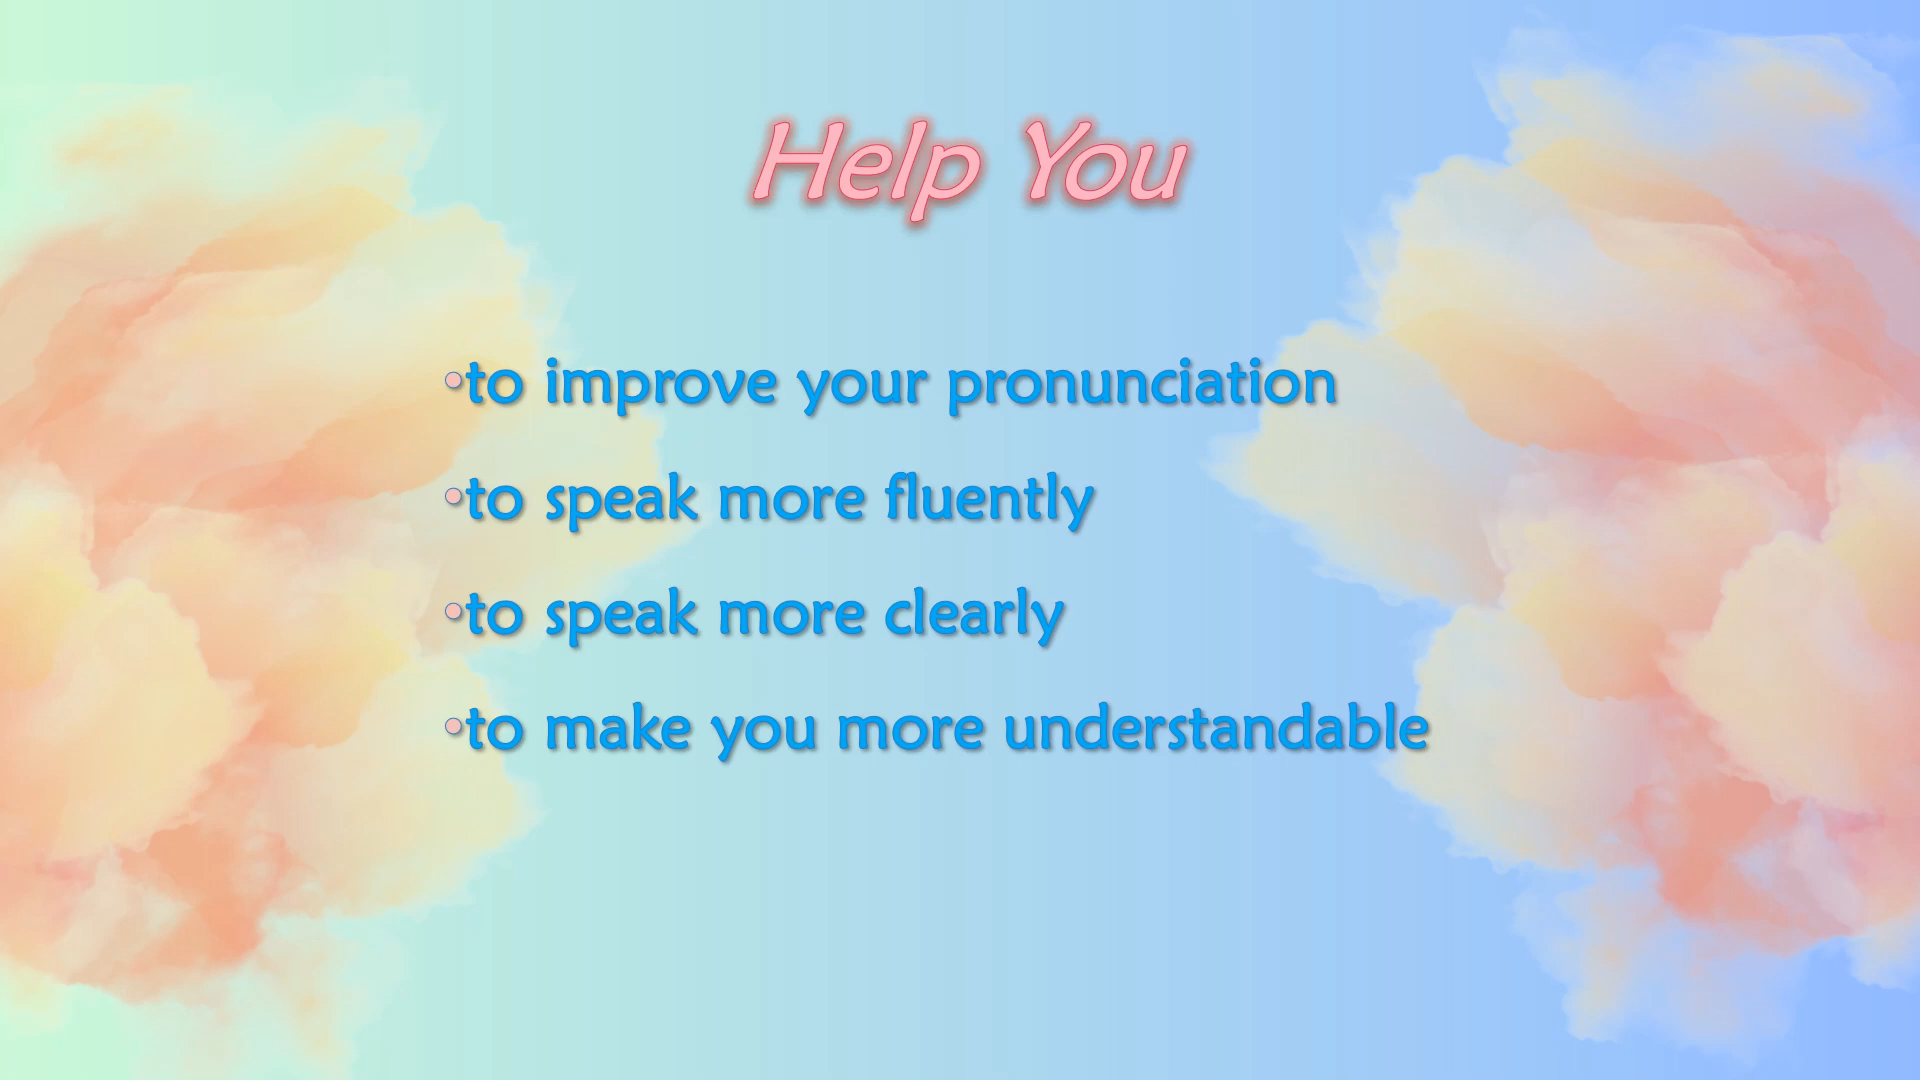 Help You
•to improve your pronunciation
•to speak more fluently
•to speak more clearly
•to make you more understandable